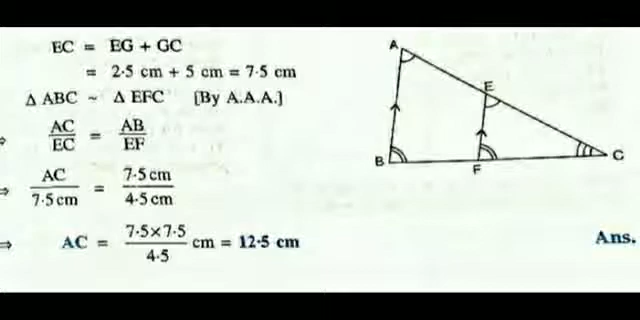 EC = EG + GC
= 2·5 cm + 5 cm = 7·5 cm
Δ ABC ~ Δ EFC [By A.A.A.]
⇒ AC/EC = AB/EF
⇒ AC/7·5 cm = 7·5 cm/4·5 cm
⇒ AC = 7·5×7·5/4·5 cm = 12·5 cm
Ans.
A
E
B
F
C